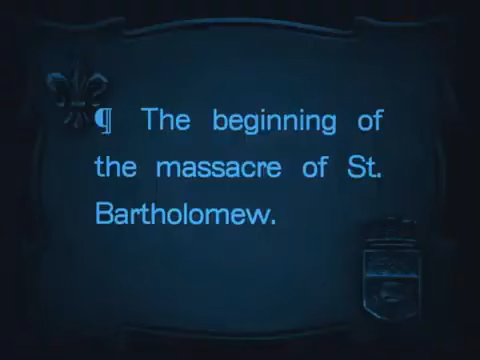 ¶ The beginning of
the massacre of St.
Bartholomew.